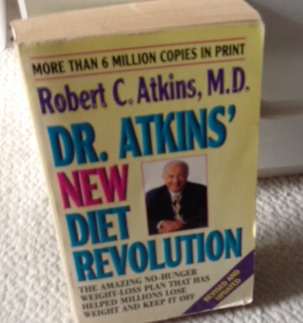 MORE THAN 6 MILLION COPIES IN PRINT
Robert C. Atkins, M.D.
DR. ATKINS'
NEW
DIET
REVOLUTION
THE AMAZING NO-HUNGER
WEIGHT-LOSS PLAN THAT HAS
HELPED MILLIONS LOSE
WEIGHT AND KEEP IT OFF
REVISED AND
UPDATED